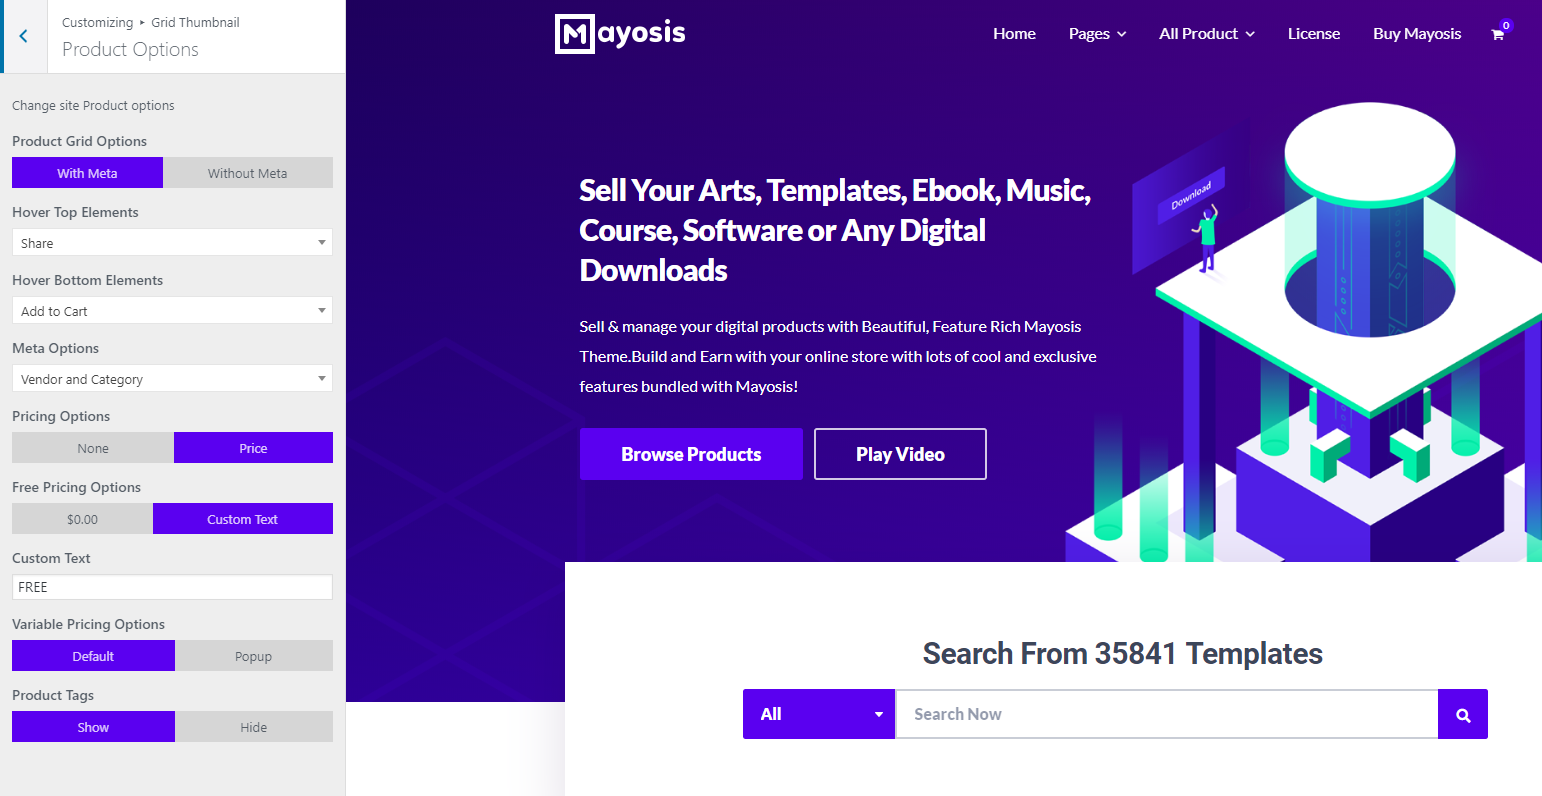 Customizing ▸ Grid Thumbnail
Product Options
Change site Product options
Product Grid Options
With Meta
Without Meta
Hover Top Elements
Share
Hover Bottom Elements
Add to Cart
Meta Options
Vendor and Category
Pricing Options
None
Price
Free Pricing Options
$0.00
Custom Text
Custom Text
FREE
Variable Pricing Options
Default
Popup
Product Tags
Show
Hide
Mayosis
Home
Pages
All Product
License
Buy Mayosis
0
Sell Your Arts, Templates, Ebook, Music,
Course, Software or Any Digital
Downloads
Sell & manage your digital products with Beautiful, Feature Rich Mayosis
Theme.Build and Earn with your online store with lots of cool and exclusive
features bundled with Mayosis!
Browse Products
Play Video
Download
Search From 35841 Templates
All
Search Now